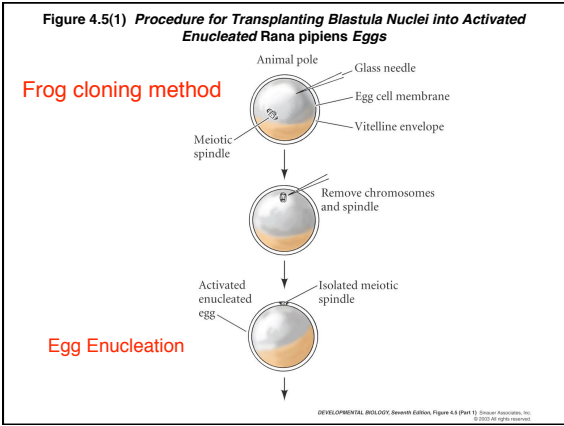 Figure 4.5(1) Procedure for Transplanting Blastula Nuclei into Activated
Enucleated Rana pipiens Eggs
Frog cloning method
Animal pole
Glass needle
Egg cell membrane
Vitelline envelope
Meiotic
spindle
Remove chromosomes
and spindle
Activated
enucleated
egg
Isolated meiotic
spindle
Egg Enucleation
DEVELOPMENTAL BIOLOGY, Seventh Edition, Figure 4.5 (Part 1) Sinauer Associates, Inc.
© 2003 All rights reserved.